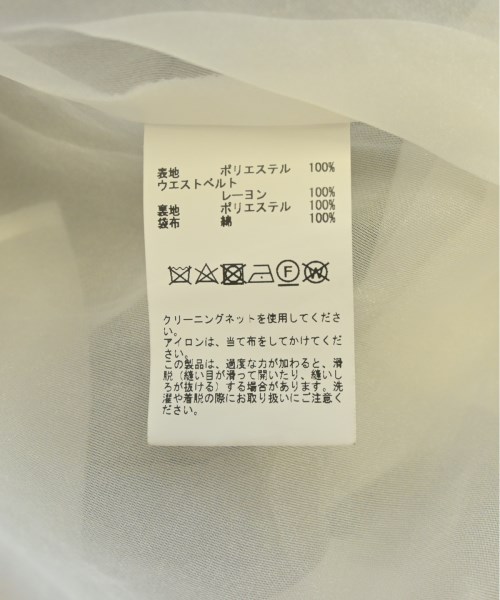 表地 ポリエステル 100%
ウエストベルト
レーヨン 100%
裏地 ポリエステル 100%
袋布 綿 100%
F W
クリーニングネットを使用してくださ
い。
アイロンは、当て布をしてかけてくだ
さい。
この製品は、過度な力が加わると、滑
脱(縫い目が滑って開いたり、縫いし
ろが抜ける)する場合があります。洗
濯や着脱の際にお取り扱いにご注意く
ださい。